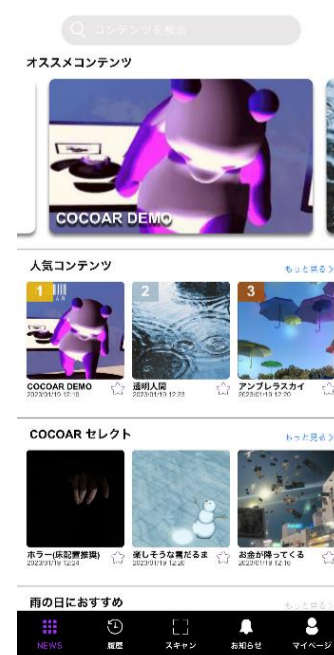 コンテンツを検索
オススメコンテンツ
COCOAR DEMO
人気コンテンツ
もっと見る
1
AR
2
3
COCOAR DEMO
2023/01/19 12:19
透明人間
2023/01/19 12:23
アンブレラスカイ
2023/01/19 12:20
COCOAR セレクト
もっと見る
ホラー(床配置推奨)
2023/01/19 12:24
楽しそうな雪だるま
2023/01/19 12:20
お金が降ってくる
2023/01/19 12:16
雨の日におすすめ
もっと見る
NEWS
履歴
スキャン
お知らせ
マイページ